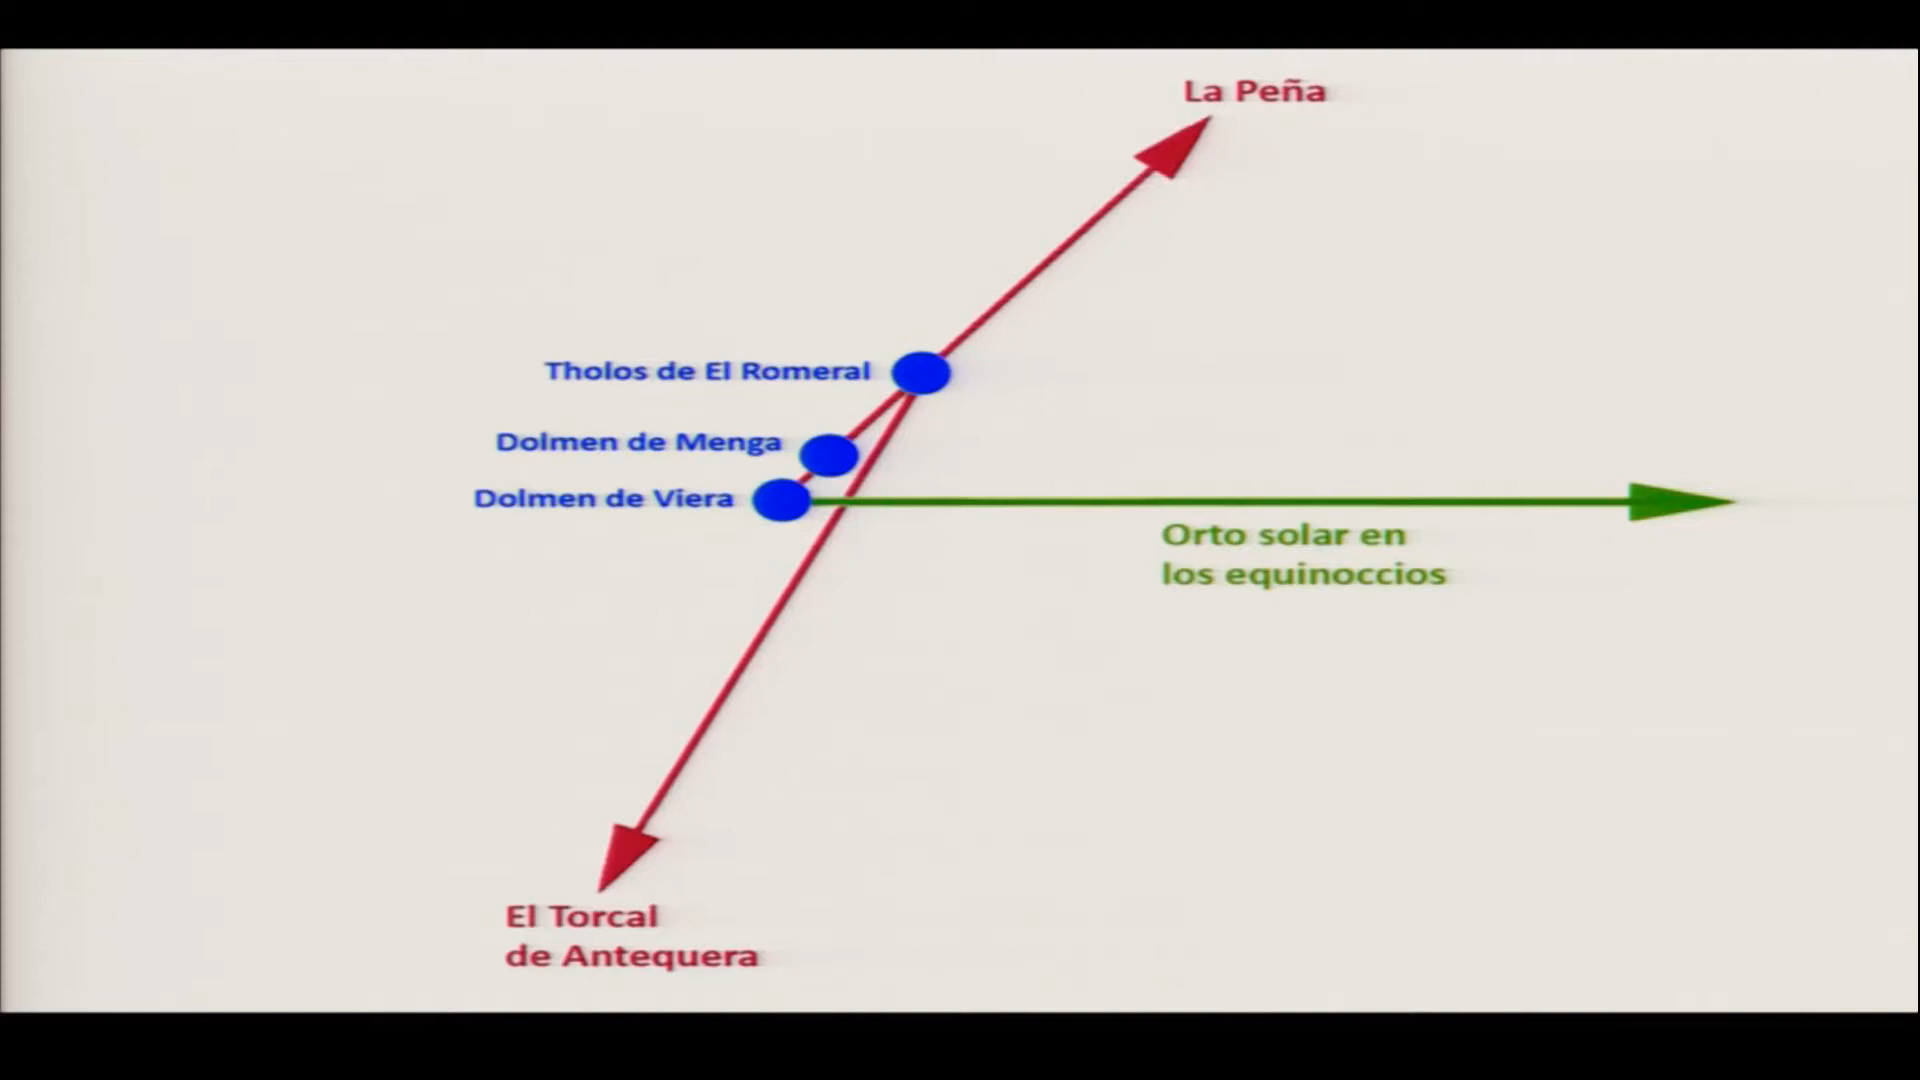 La Peña
Tholos de El Romeral
Dolmen de Menga
Dolmen de Viera
Orto solar en
los equinoccios
El Torcal
de Antequera